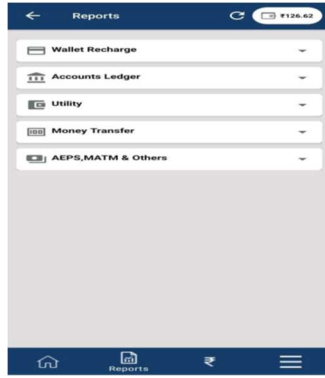 Reports
₹126.62
Wallet Recharge
Accounts Ledger
Utility
Money Transfer
AEPS,MATM & Others
Reports
₹